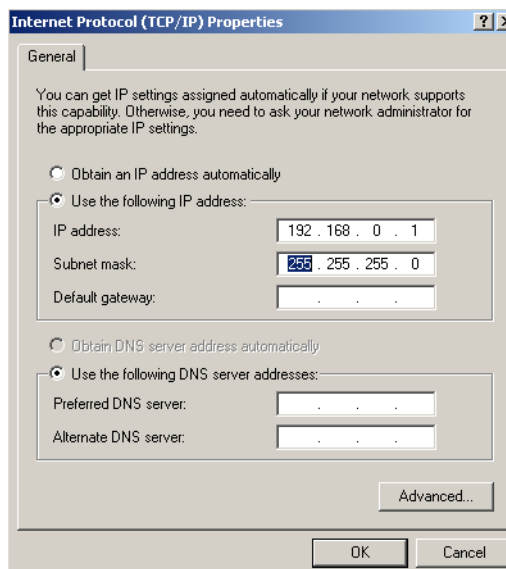 Internet Protocol (TCP/IP) Properties
General
You can get IP settings assigned automatically if your network supports
this capability. Otherwise, you need to ask your network administrator for
the appropriate IP settings.
Obtain an IP address automatically
Use the following IP address:
IP address: 192 . 168 . 0 . 1
Subnet mask: 255 . 255 . 255 . 0
Default gateway: . . .
Obtain DNS server address automatically
Use the following DNS server addresses:
Preferred DNS server: . . .
Alternate DNS server: . . .
Advanced...
OK Cancel